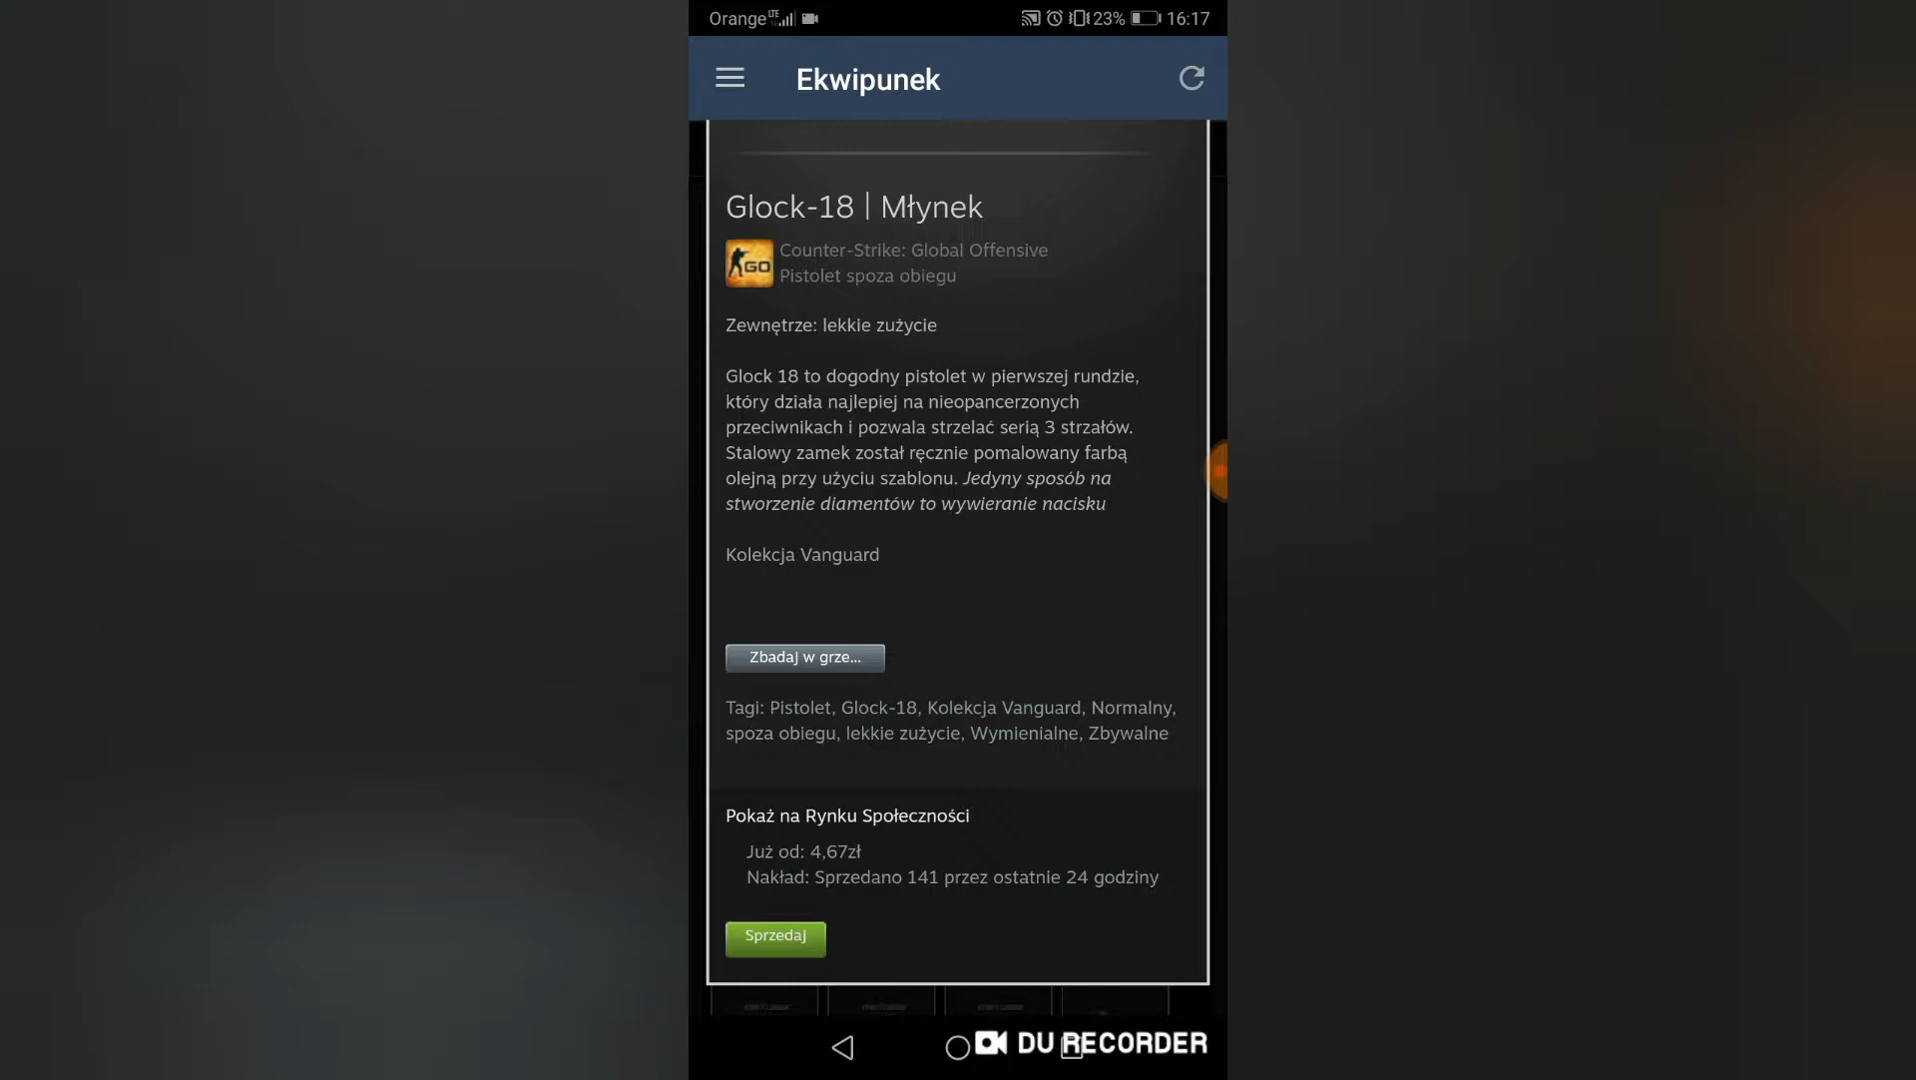 Orange LTE 23% 16:17
Ekwipunek
Glock-18 | Młynek
GO
Counter-Strike: Global Offensive
Pistolet spoza obiegu
Zewnętrze: lekkie zużycie
Glock 18 to dogodny pistolet w pierwszej rundzie,
który działa najlepiej na nieopancerzonych
przeciwnikach i pozwala strzelać serią 3 strzałów.
Stalowy zamek został ręcznie pomalowany farbą
olejną przy użyciu szablonu. Jedyny sposób na
stworzenie diamentów to wywieranie nacisku
Kolekcja Vanguard
Zbadaj w grze...
Tagi: Pistolet, Glock-18, Kolekcja Vanguard, Normalny,
spoza obiegu, lekkie zużycie, Wymienialne, Zbywalne
Pokaż na Rynku Społeczności
Już od: 4,67zł
Nakład: Sprzedano 141 przez ostatnie 24 godziny
Sprzedaj
DU RECORDER